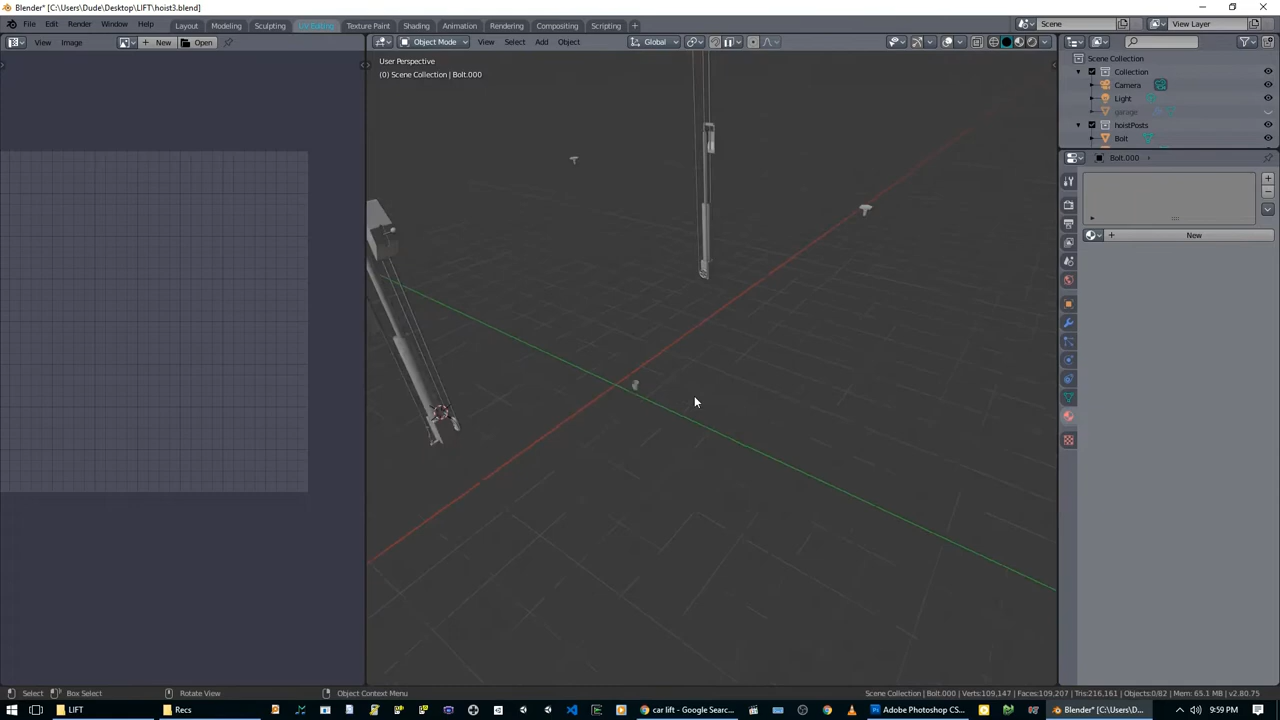 Blender* [C:\Users\Dude\Desktop\LIFT\hoist3.blend]
File Edit Render Window Help Layout Modeling Sculpting UV Editing Texture Paint Shading Animation Rendering Compositing Scripting Scene View Layer
View Image New Open Object Mode View Select Add Object Global
User Perspective
(0) Scene Collection | Bolt.000
Scene Collection
Collection
Camera
Light
garage
hoistPosts
Bolt
Bolt.000
New
Select Box Select Rotate View Object Context Menu Scene Collection | Bolt.000 | Verts:109,147 | Faces:109,207 | Tris:216,161 | Objects:0/82 | Mem: 65.1 MB | v2.80.75
LIFT Recs car lift - Google Searc... Adobe Photoshop CS... Blender* [C:\Users\D... 9:59 PM